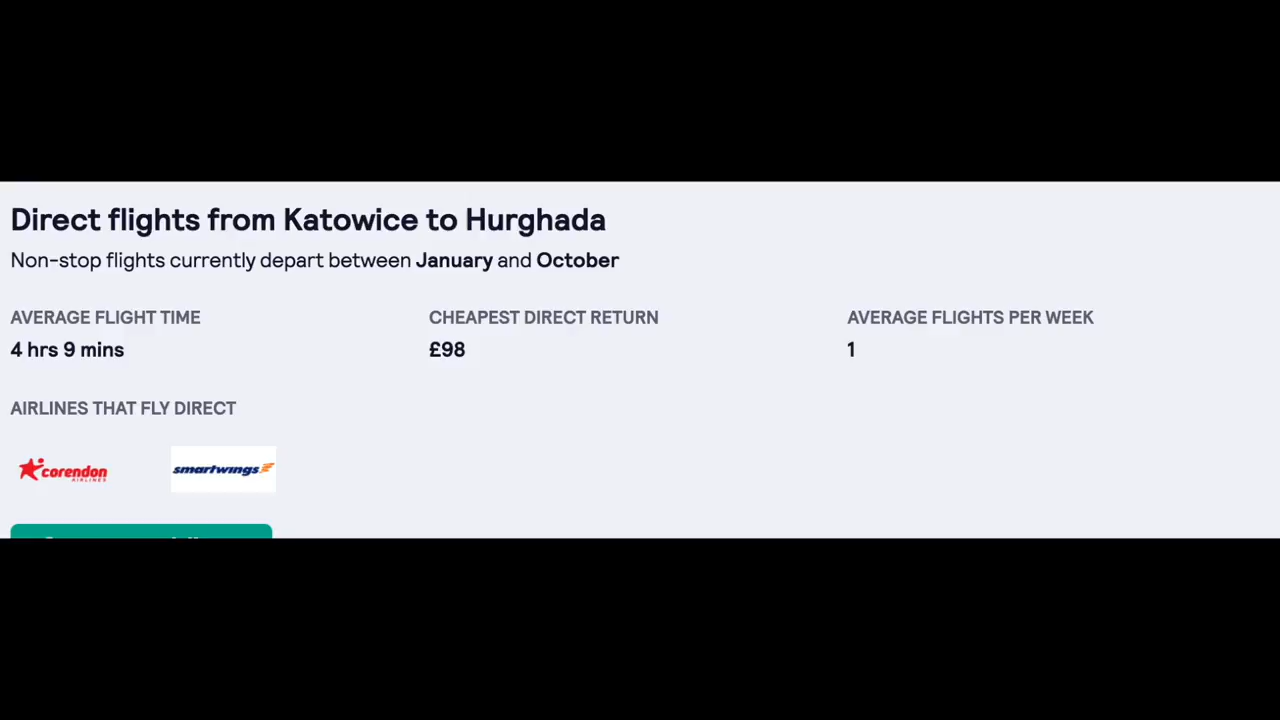 Direct flights from Katowice to Hurghada
Non-stop flights currently depart between January and October
AVERAGE FLIGHT TIME
CHEAPEST DIRECT RETURN
AVERAGE FLIGHTS PER WEEK
4 hrs 9 mins
£98
1
AIRLINES THAT FLY DIRECT
corendon
AIRLINES
smartwings